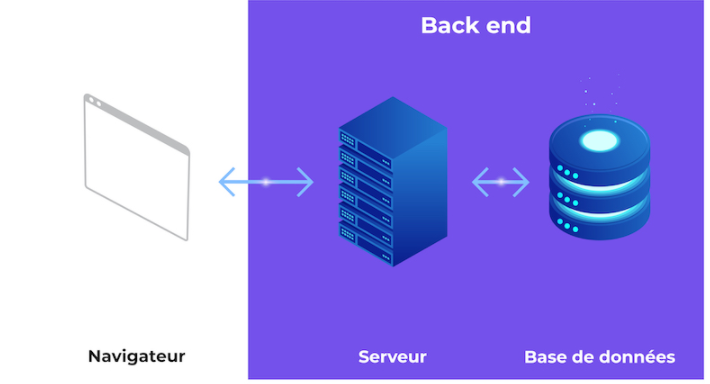 Back end
Navigateur
Serveur
Base de données